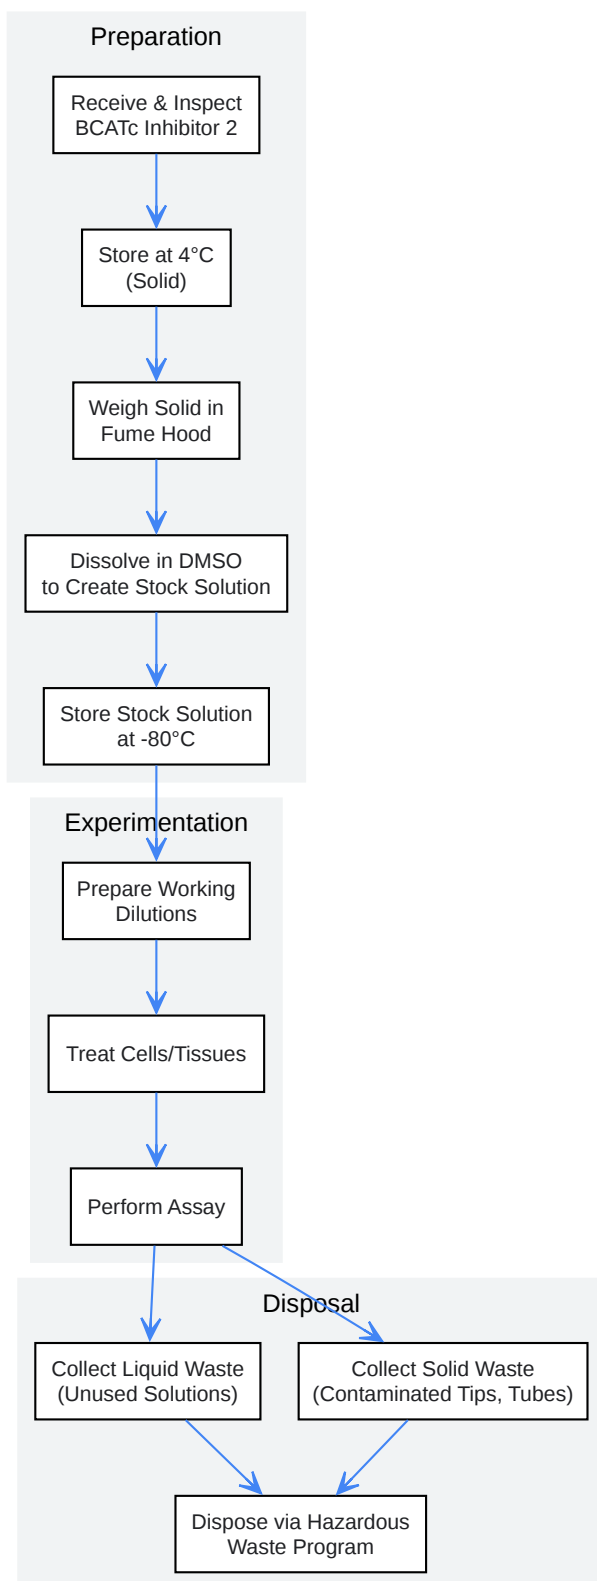 Preparation
Receive & Inspect
BCATc Inhibitor 2
Store at 4°C
(Solid)
Weigh Solid in
Fume Hood
Dissolve in DMSO
to Create Stock Solution
Store Stock Solution
at -80°C
Experimentation
Prepare Working
Dilutions
Treat Cells/Tissues
Perform Assay
Disposal
Collect Liquid Waste
(Unused Solutions)
Collect Solid Waste
(Contaminated Tips, Tubes)
Dispose via Hazardous
Waste Program